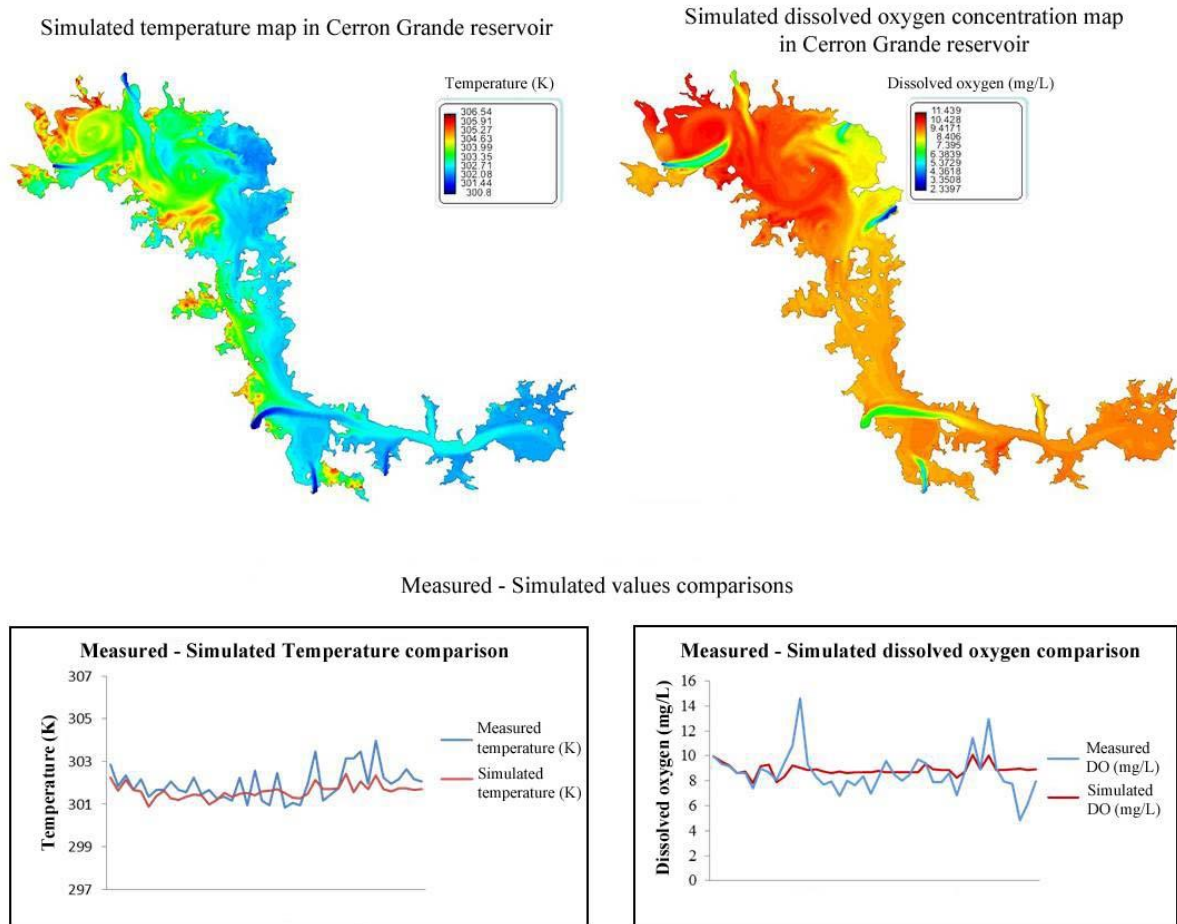 Simulated temperature map in Cerron Grande reservoir
Simulated dissolved oxygen concentration map
in Cerron Grande reservoir
Temperature (K)
306.54
305.91
305.27
304.63
303.99
303.35
302.71
302.08
301.44
300.8
Dissolved oxygen (mg/L)
11.439
10.428
9.4171
8.406
7.395
6.3839
5.3729
4.3618
3.3508
2.3397
Measured - Simulated values comparisons
Measured - Simulated Temperature comparison
307
305
303
301
299
297
Temperature (K)
Measured
temperature (K)
Simulated
temperature (K)
Measured - Simulated dissolved oxygen comparison
16
14
12
10
8
6
4
2
0
Dissolved oxygen (mg/L)
Measured
DO (mg/L)
Simulated
DO (mg/L)